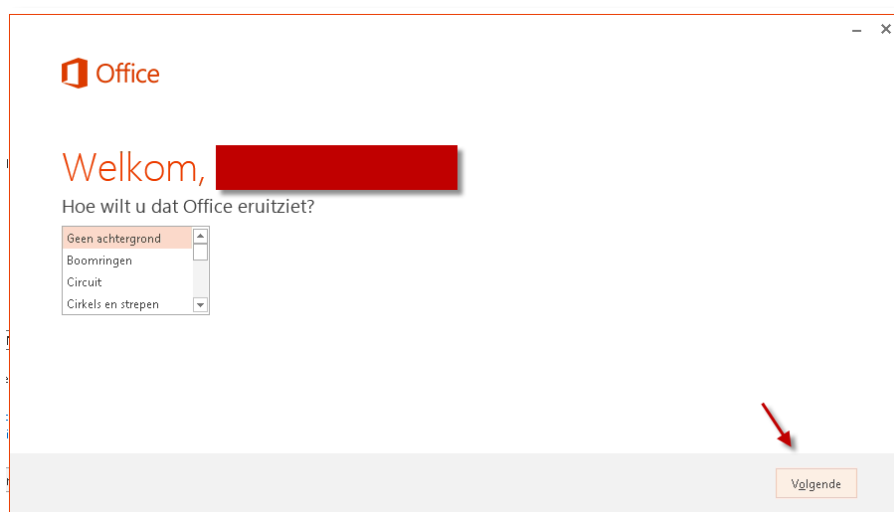 Office
Welkom,
Hoe wilt u dat Office eruitziet?
Geen achtergrond
Boomringen
Circuit
Cirkels en strepen
Volgende